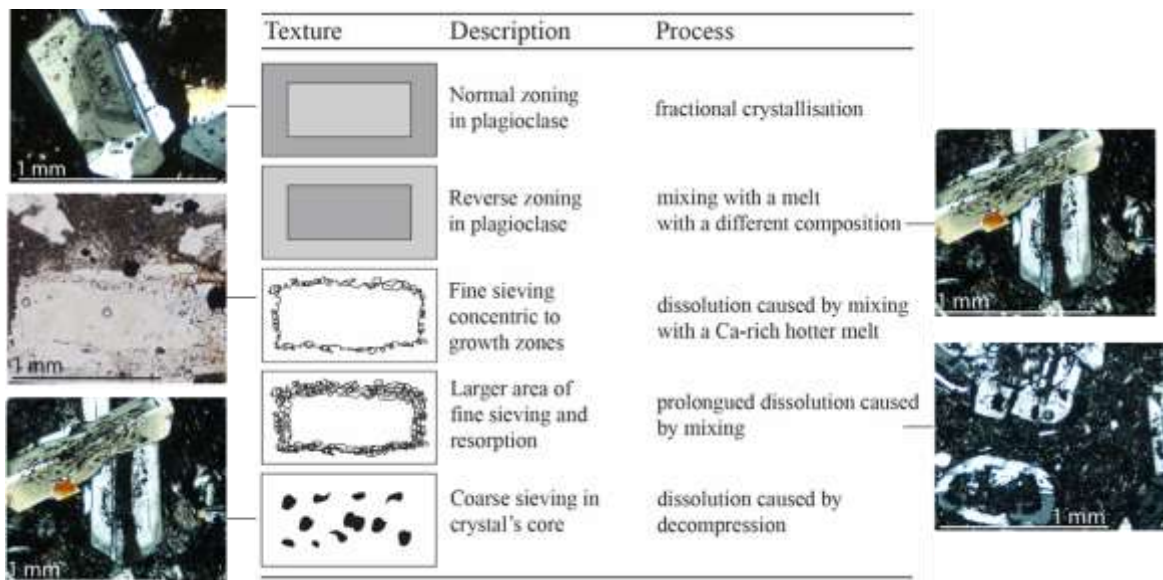 Texture Description Process
Normal zoning
in plagioclase
fractional crystallisation
Reverse zoning
in plagioclase
mixing with a melt
with a different composition
Fine sieving
concentric to
growth zones
dissolution caused by mixing
with a Ca-rich hotter melt
Larger area of
fine sieving and
resorption
prolongued dissolution caused
by mixing
Coarse sieving in
crystal's core
dissolution caused by
decompression
1 mm
1 mm
1 mm
1 mm
1 mm